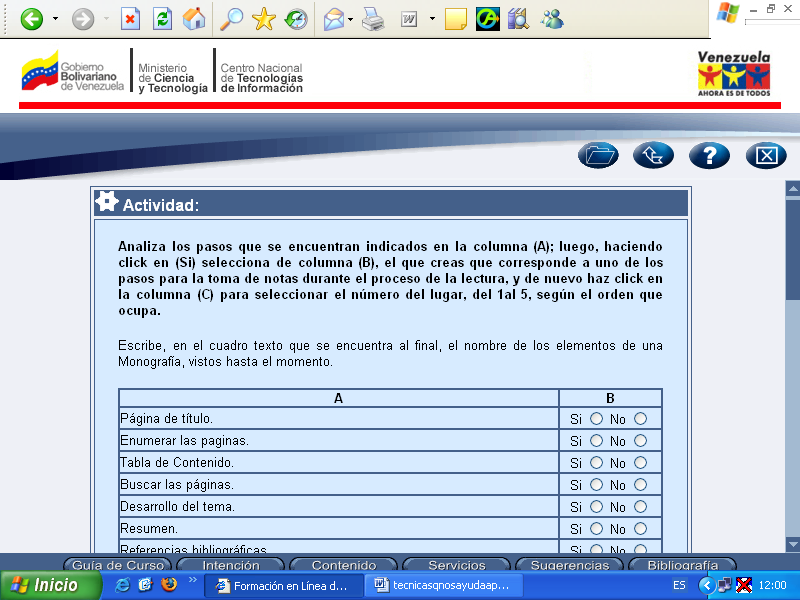 Gobierno
Bolivariano
de Venezuela
Ministerio
de Ciencia
y Tecnología
Centro Nacional
de Tecnologías
de Información
Venezuela
AHORA ES DE TODOS
Actividad:
Analiza los pasos que se encuentran indicados en la columna (A); luego, haciendo
click en (Si) selecciona de columna (B), el que creas que corresponde a uno de los
pasos para la toma de notas durante el proceso de la lectura, y de nuevo haz click en
la columna (C) para seleccionar el número del lugar, del 1al 5, según el orden que
ocupa.
Escribe, en el cuadro texto que se encuentra al final, el nombre de los elementos de una
Monografía, vistos hasta el momento.
A B
Página de título. Si No
Enumerar las paginas. Si No
Tabla de Contenido. Si No
Buscar las páginas. Si No
Desarrollo del tema. Si No
Resumen. Si No
Referencias bibliográficas Si No
Guía de Curso Intención Contenido Servicios Sugerencias Bibliografía
Inicio Formación en Línea d... tecnicasqnosayudaap... ES 12:00